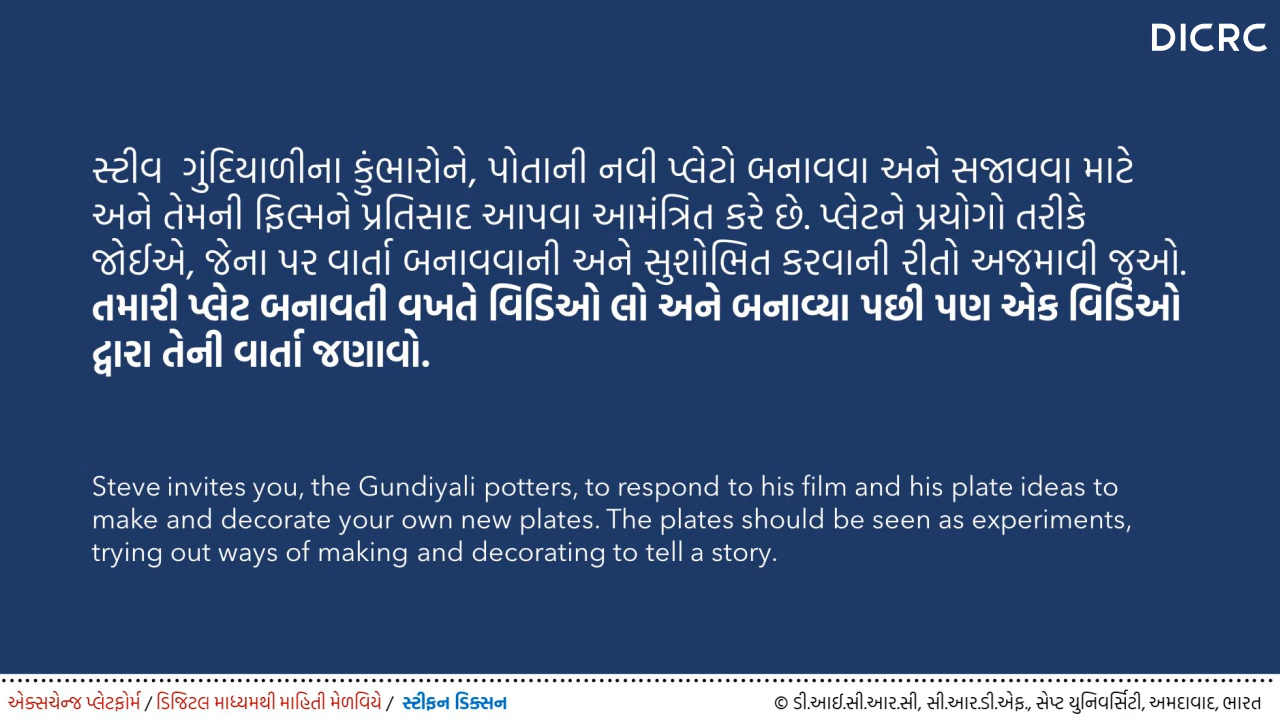 DICRC
સ્ટીવ ગુંદિયાળીના કુંભારોને, પોતાની નવી પ્લેટો બનાવવા અને સજાવવા માટે
અને તેમની ફિલ્મને પ્રતિસાદ આપવા આમંત્રિત કરે છે. પ્લેટને પ્રયોગો તરીકે
જોઈએ, જેના પર વાર્તા બનાવવાની અને સુશોભિત કરવાની રીતો અજમાવી જુઓ.
તમારી પ્લેટ બનાવતી વખતે વિડિઓ લો અને બનાવ્યા પછી પણ એક વિડિઓ
દ્વારા તેની વાર્તા જણાવો.
Steve invites you, the Gundiyali potters, to respond to his film and his plate ideas to
make and decorate your own new plates. The plates should be seen as experiments,
trying out ways of making and decorating to tell a story.
એક્સચેન્જ પ્લેટફોર્મ / ડિજિટલ માધ્યમથી માહિતી મેળવિયે / સ્ટીફન ડિક્સન
© ડી.આઈ.સી.આર.સી, સી.આર.ડી.એફ., સેપ્ટ યુનિવર્સિટી, અમદાવાદ, ભારત